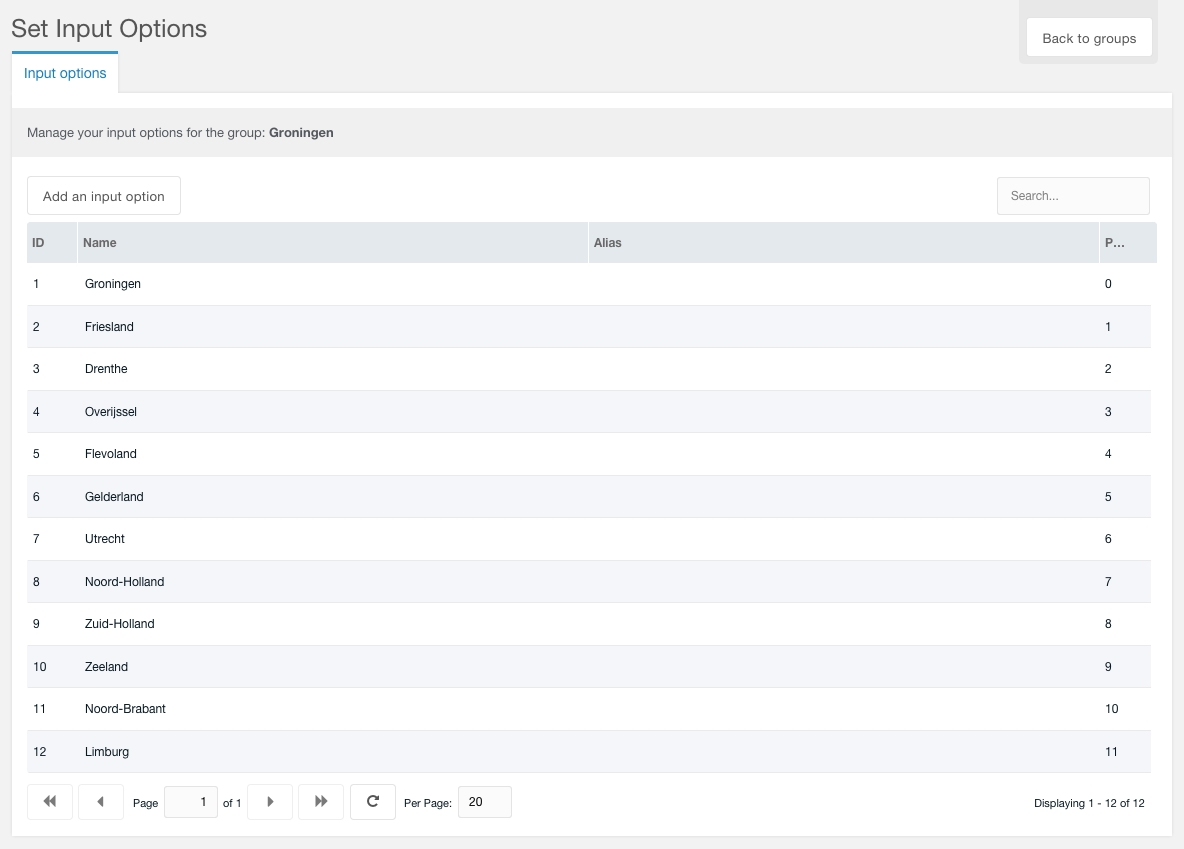 Set Input Options
Back to groups
Input options
Manage your input options for the group: Groningen
Add an input option
Search...
ID Name Alias P...
1 Groningen 0
2 Friesland 1
3 Drenthe 2
4 Overijssel 3
5 Flevoland 4
6 Gelderland 5
7 Utrecht 6
8 Noord-Holland 7
9 Zuid-Holland 8
10 Zeeland 9
11 Noord-Brabant 10
12 Limburg 11
Page 1 of 1 Per Page: 20 Displaying 1 - 12 of 12